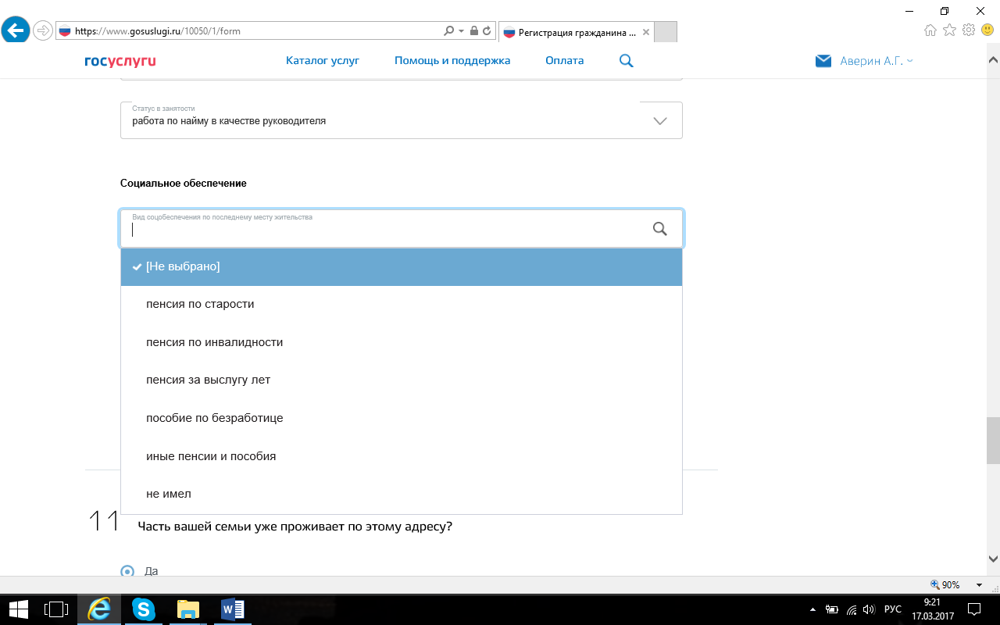 https://www.gosuslugi.ru/10050/1/form
Регистрация гражданина ...
госуслуги
Каталог услуг
Помощь и поддержка
Оплата
Аверин А.Г.
Статус в занятости
работа по найму в качестве руководителя
Социальное обеспечение
Вид соцобеспечения по последнему месту жительства
[Не выбрано]
пенсия по старости
пенсия по инвалидности
пенсия за выслугу лет
пособие по безработице
иные пенсии и пособия
не имел
11 Часть вашей семьи уже проживает по этому адресу?
Да
90%
РУС
9:21
17.03.2017